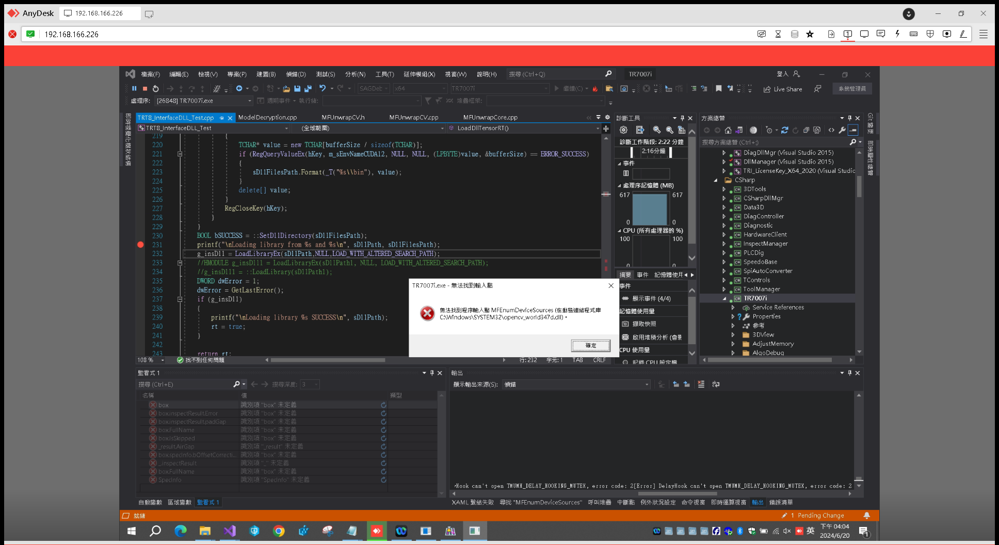 AnyDesk
192.168.166.226
192.168.166.226
檔案(F) 編輯(E) 檢視(V) 專案(P) 建置(B) 偵錯(D) 測試(S) 分析(N) 工具(T) 延伸模組(X) 視窗(W) 說明(H) 搜尋 (Ctrl+Q) TR7007i 登入
SAGDeb x64 TR7007i 繼續(C) Live Share 系統管理員
處理序: [26848] TR7007i.exe 週期事件 執行緒: 堆疊框架:
TRT8_InterfaceDLL_Test.cpp ModelDecryption.cpp MFUnwrapCV.h MFUnwrapCV.cpp MFUnwrapCore.cpp
TRT8_InterfaceDLL_Test (全域範圍) LoadDllTensorRT()
219 {
220 TCHAR* value = new TCHAR[bufferSize / sizeof(TCHAR)];
221 if (RegQueryValueEx(hKey, m_sEnvNameCUDA12, NULL, NULL, (LPBYTE)value, &bufferSize) == ERROR_SUCCESS)
222 {
223 sDllFilesPath.Format(_T("%s\\bin"), value);
224 }
225 delete[] value;
226 }
227 RegCloseKey(hKey);
228 }
229 }
230 BOOL bSUCCESS = ::SetDllDirectory(sDllFilesPath);
231 printf("\nLoading library from %s and %s\n", sDllPath, sDllFilesPath);
232 g_insDll = LoadLibraryEx(sDllPath,NULL,LOAD_WITH_ALTERED_SEARCH_PATH);
233 //HMODULE g_insDll1 = LoadLibraryEx(sDllPath1, NULL, LOAD_WITH_ALTERED_SEARCH_PATH);
234 //g_insDll1 = ::LoadLibrary(sDllPath1);
235 DWORD dwError = 1;
236 dwError = GetLastError();
237 if (g_insDll)
238 {
239 printf("\nLoading library %s SUCCESS\n", sDllPath);
240 rt = true;
241 }
242
243 return rt;
108 % 找不到任何問題 行: 232 字元: 1 TAB CRLF
TR7007i.exe - 無法找到輸入點
無法找到程序輸入點 MFEnumDeviceSources (在動態連結程式庫
C:\Windows\SYSTEM32\opencv_world347d.dll)。
確定
診斷工具
診斷工作階段: 2:22 分鐘
2:16分鐘
事件
處理序記憶體 (MB)
617 617
0 0
CPU (所有處理器的 %)
100 100
0 0
摘要 事件 記憶體使用
事件
顯示事件 (4/4)
記憶體使用量
擷取快照
啟用堆積分析 (會影
CPU 使用量
記錄 CPU 設定檔
方案總管
搜尋方案總管 (Ctrl+;)
DiagDllMgr (Visual Studio 2015)
DllManager (Visual Studio 2015)
TRI_LicenseKey_X64_2020 (Visual Studio
CSharp
3DTools
CSharpDllMgr
Data3D
DiagController
Diagnostic
HardwareClient
InspectManager
PLCDig
SpeedoBase
SpiAutoConverter
TControls
ToolManager
TR7007i
Service References
Properties
參考
3DView
AdjustMemory
AlgoDebug
Git 變更
監看式 1
搜尋 (Ctrl+E) 搜尋深度: 3
名稱 值 類型
box 識別項 "box" 未定義
box.inspectResult.Error 識別項 "box" 未定義
box.inspectResult.padGap 識別項 "box" 未定義
box.FullName 識別項 "box" 未定義
box.IsSkipped 識別項 "box" 未定義
_result.AirGap 識別項 "_result" 未定義
box.specInfo.bOffsetCorrecti... 識別項 "box" 未定義
_.inspectResult 識別項 "_" 未定義
box.FullName 識別項 "box" 未定義
SpecInfo 識別項 "SpecInfo" 未定義
自動變數 區域變數 監看式 1
輸出
顯示輸出來源(S): 偵錯
Hook can't open TMUMH_DELAY_HOOKING_MUTEX, error code: 2[Error] DelayHook can't open TMUMH_DELAY_HOOKING_MUTEX, error code: 2
XAML 繫結失敗 尋找 "MFEnumDeviceSources" 呼叫堆疊 中斷點 例外狀況設定 命令視窗 即時運算視窗 輸出 錯誤清單
就緒 1 Pending Change
英 下午 04:04
2024/6/20
1